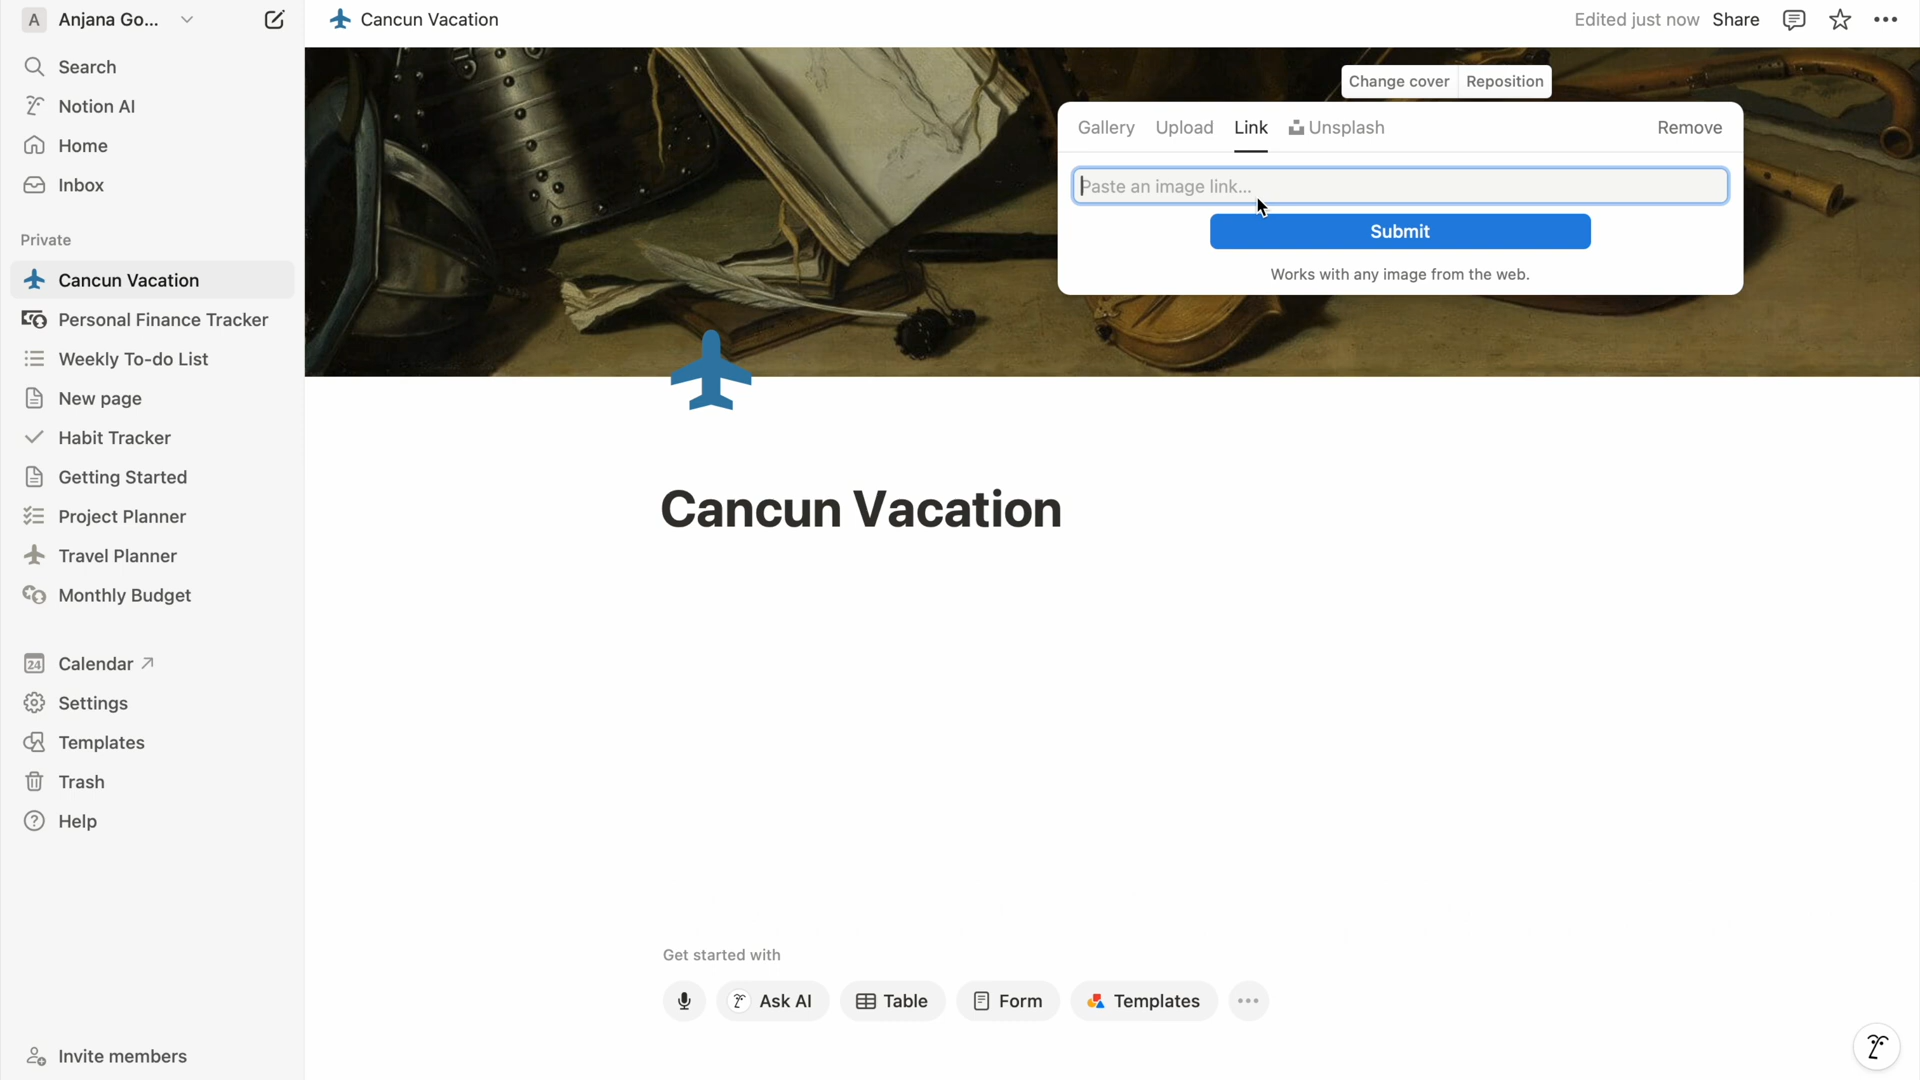 A Anjana Go...
Cancun Vacation
Edited just now Share
Search
Notion AI
Home
Inbox
Private
Cancun Vacation
Personal Finance Tracker
Weekly To-do List
New page
Habit Tracker
Getting Started
Project Planner
Travel Planner
Monthly Budget
24 Calendar
Settings
Templates
Trash
Help
Invite members
Change cover Reposition
Gallery Upload Link Unsplash Remove
Paste an image link...
Submit
Works with any image from the web.
Cancun Vacation
Get started with
Ask AI Table Form Templates